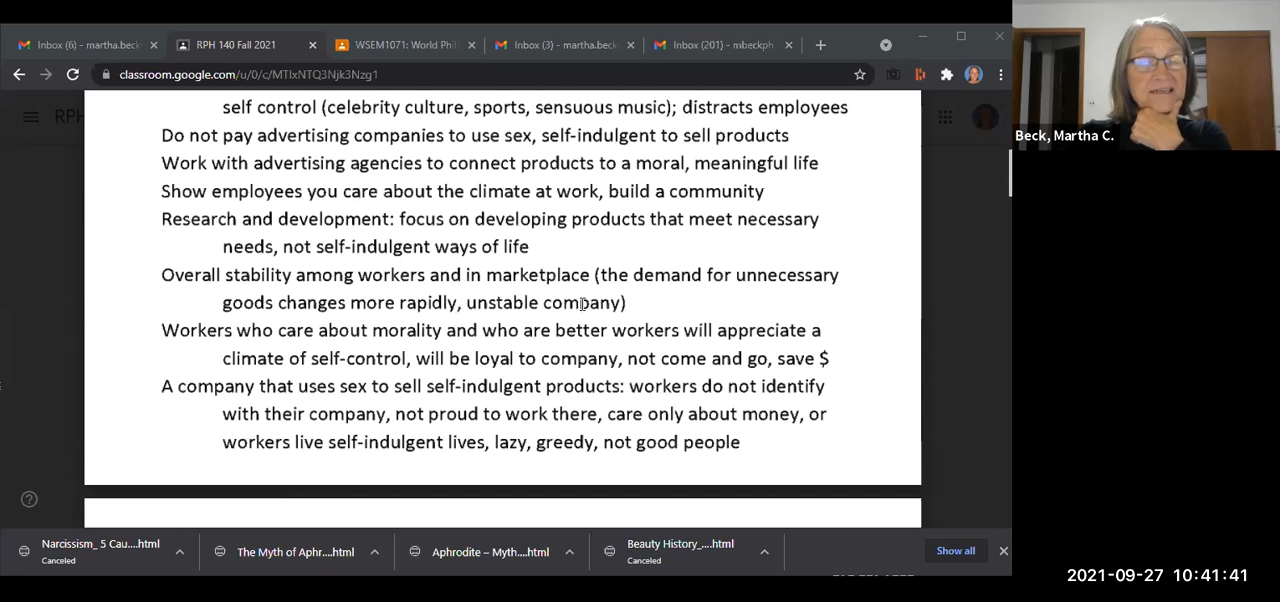 Inbox (6) - martha.beck
RPH 140 Fall 2021
WSEM1071: World Phil
Inbox (3) - martha.beck
Inbox (201) - mbeckph
classroom.google.com/u/0/c/MTIxNTQ3Njk3Nzg1
RPH
self control (celebrity culture, sports, sensuous music); distracts employees
Do not pay advertising companies to use sex, self-indulgent to sell products
Work with advertising agencies to connect products to a moral, meaningful life
Show employees you care about the climate at work, build a community
Research and development: focus on developing products that meet necessary
needs, not self-indulgent ways of life
Overall stability among workers and in marketplace (the demand for unnecessary
goods changes more rapidly, unstable company)
Workers who care about morality and who are better workers will appreciate a
climate of self-control, will be loyal to company, not come and go, save $
A company that uses sex to sell self-indulgent products: workers do not identify
with their company, not proud to work there, care only about money, or
workers live self-indulgent lives, lazy, greedy, not good people
Beck, Martha C.
Narcissism_ 5 Cau....html
Canceled
The Myth of Aphr....html
Aphrodite – Myth....html
Beauty History_....html
Canceled
Show all
2021-09-27 10:41:41